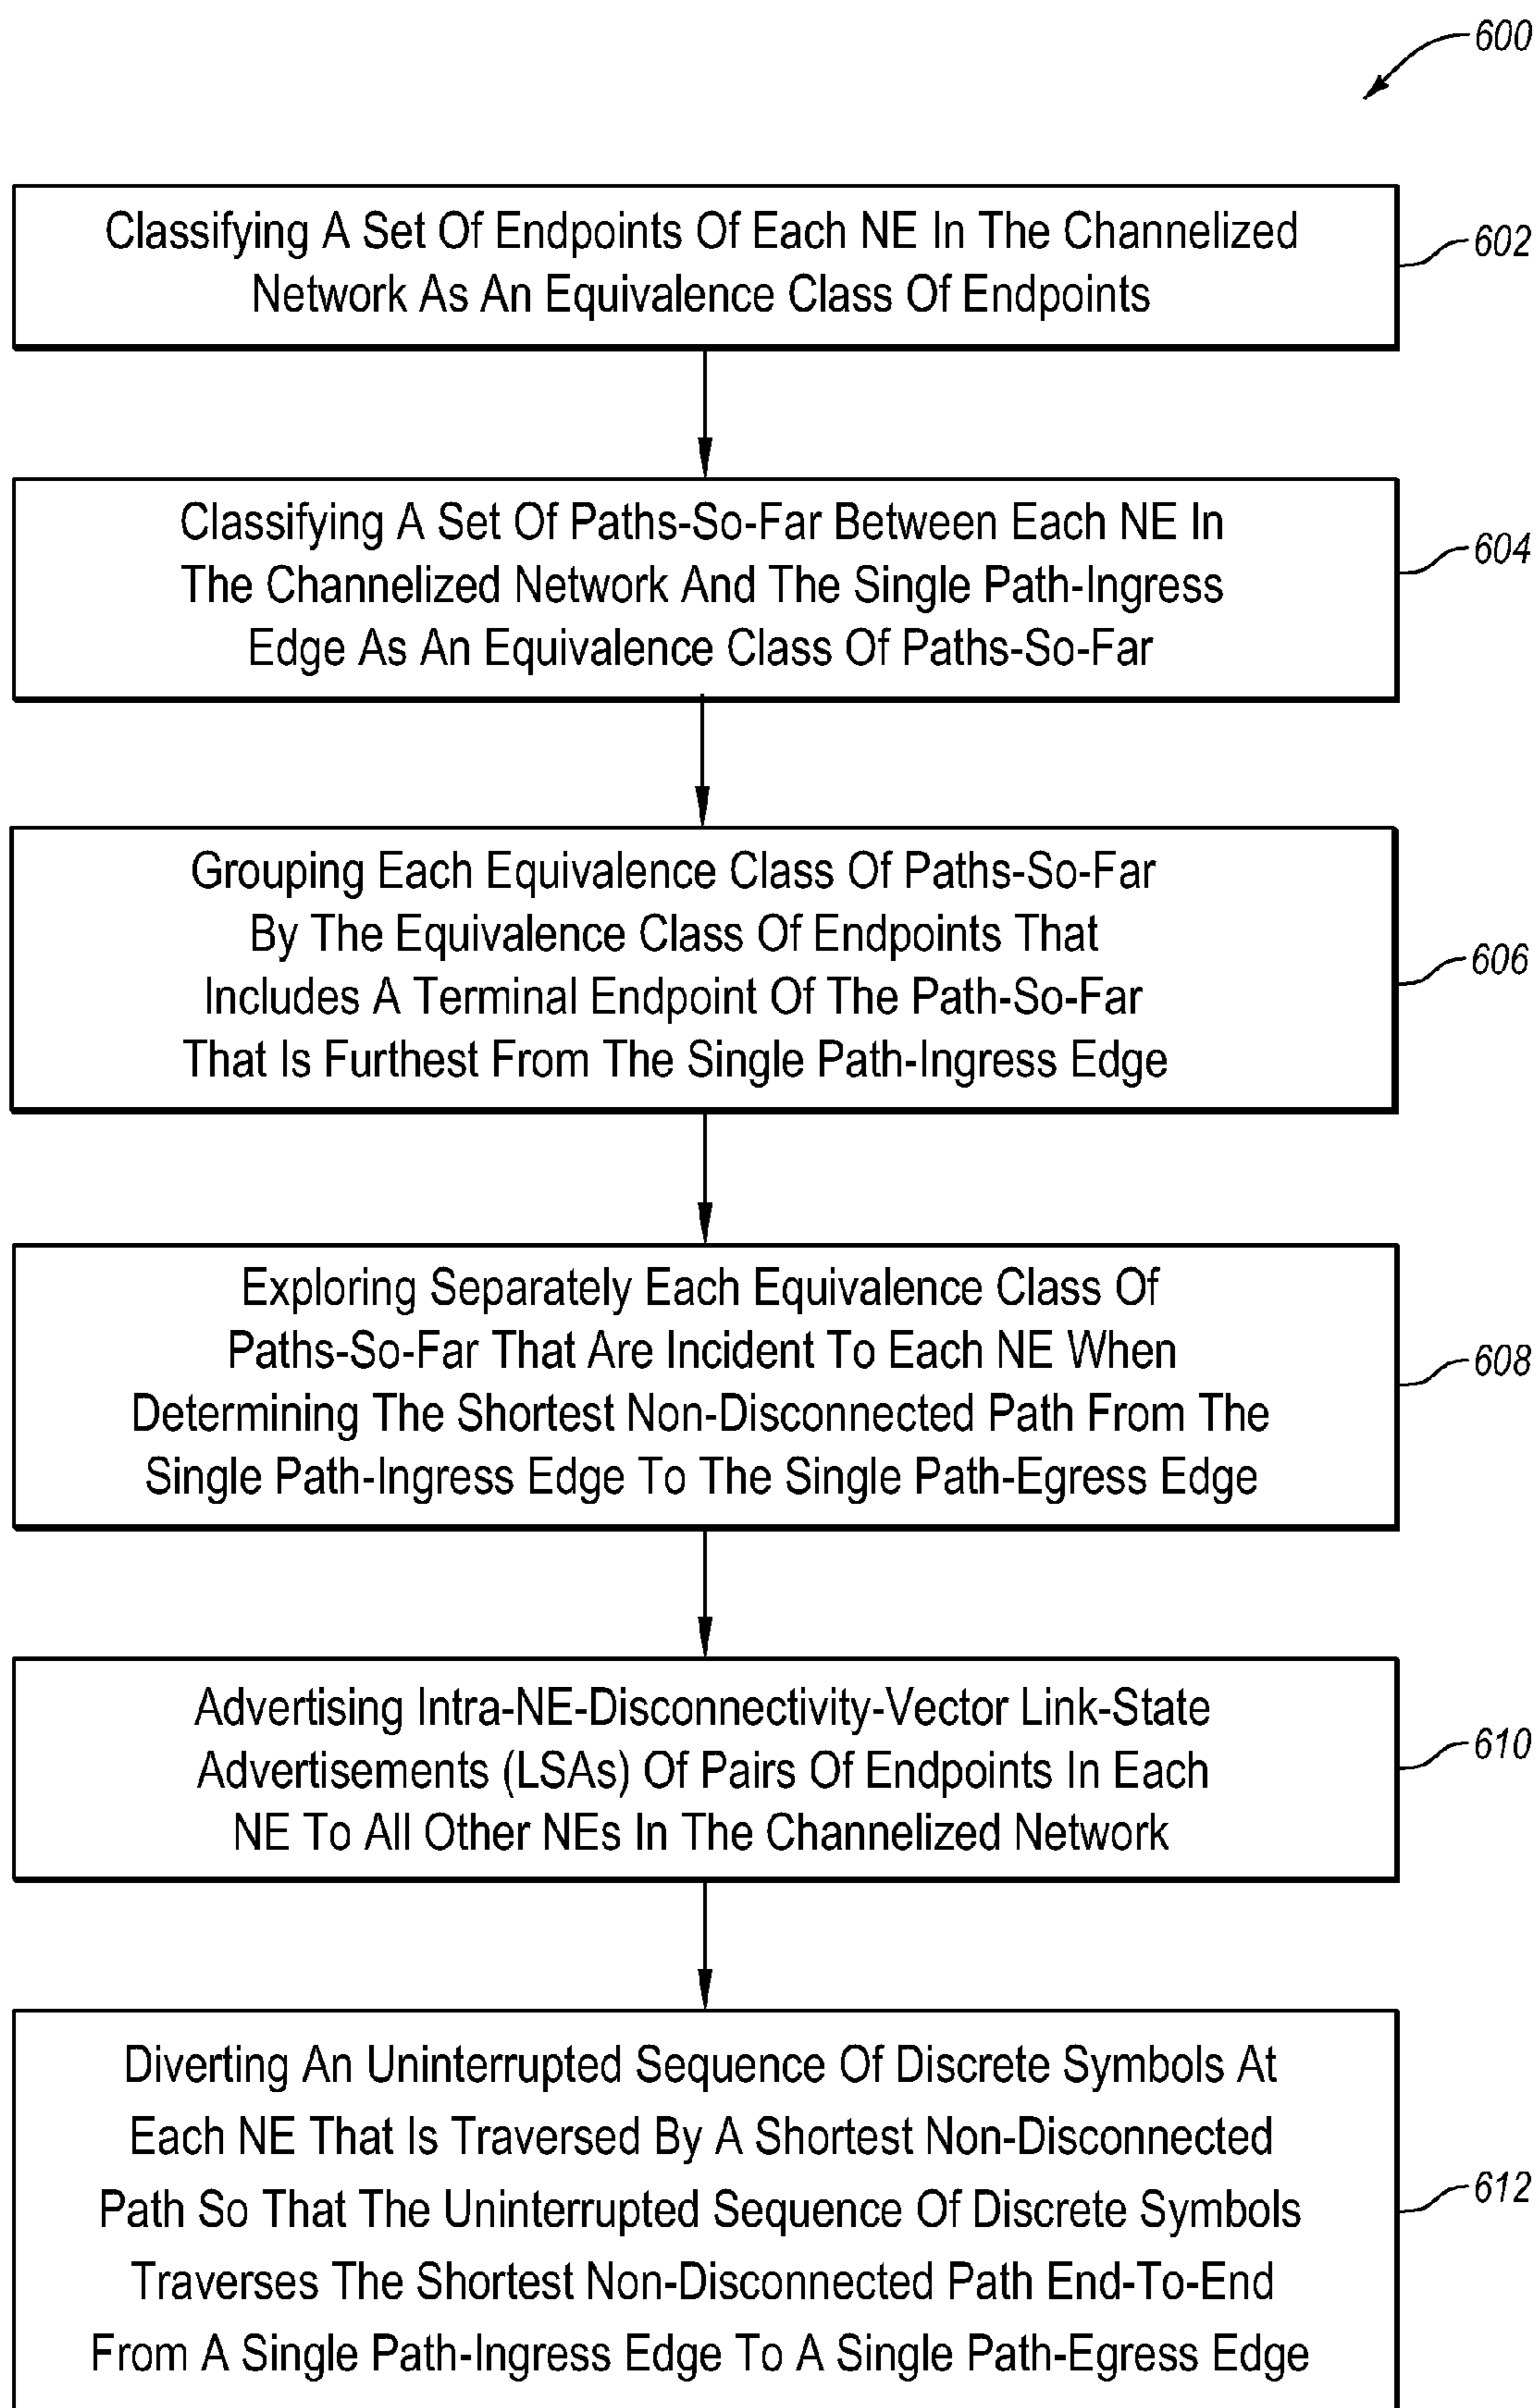 600
Classifying A Set Of Endpoints Of Each NE In The Channelized
Network As An Equivalence Class Of Endpoints
602
Classifying A Set Of Paths-So-Far Between Each NE In
The Channelized Network And The Single Path-Ingress
Edge As An Equivalence Class Of Paths-So-Far
604
Grouping Each Equivalence Class Of Paths-So-Far
By The Equivalence Class Of Endpoints That
Includes A Terminal Endpoint Of The Path-So-Far
That Is Furthest From The Single Path-Ingress Edge
606
Exploring Separately Each Equivalence Class Of
Paths-So-Far That Are Incident To Each NE When
Determining The Shortest Non-Disconnected Path From The
Single Path-Ingress Edge To The Single Path-Egress Edge
608
Advertising Intra-NE-Disconnectivity-Vector Link-State
Advertisements (LSAs) Of Pairs Of Endpoints In Each
NE To All Other NEs In The Channelized Network
610
Diverting An Uninterrupted Sequence Of Discrete Symbols At
Each NE That Is Traversed By A Shortest Non-Disconnected
Path So That The Uninterrupted Sequence Of Discrete Symbols
Traverses The Shortest Non-Disconnected Path End-To-End
From A Single Path-Ingress Edge To A Single Path-Egress Edge
612